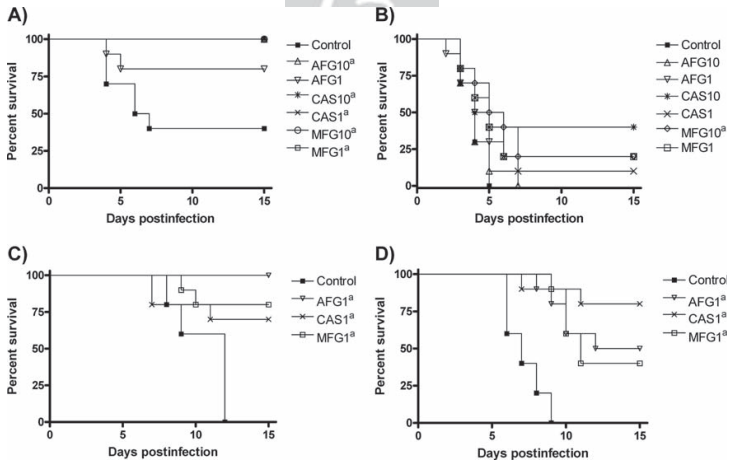 A)
Percent survival
100
75
50
25
0
0 5 10 15
Days postinfection
Control
AFG10a
AFG1
CAS10a
CAS1a
MFG10a
MFG1a
B)
Percent survival
100
75
50
25
0
0 5 10 15
Days postinfection
Control
AFG10
AFG1
CAS10
CAS1
MFG10a
MFG1
C)
Percent survival
100
75
50
25
0
0 5 10 15
Days postinfection
Control
AFG1a
CAS1a
MFG1a
D)
Percent survival
100
75
50
25
0
0 5 10 15
Days postinfection
Control
AFG1a
CAS1a
MFG1a